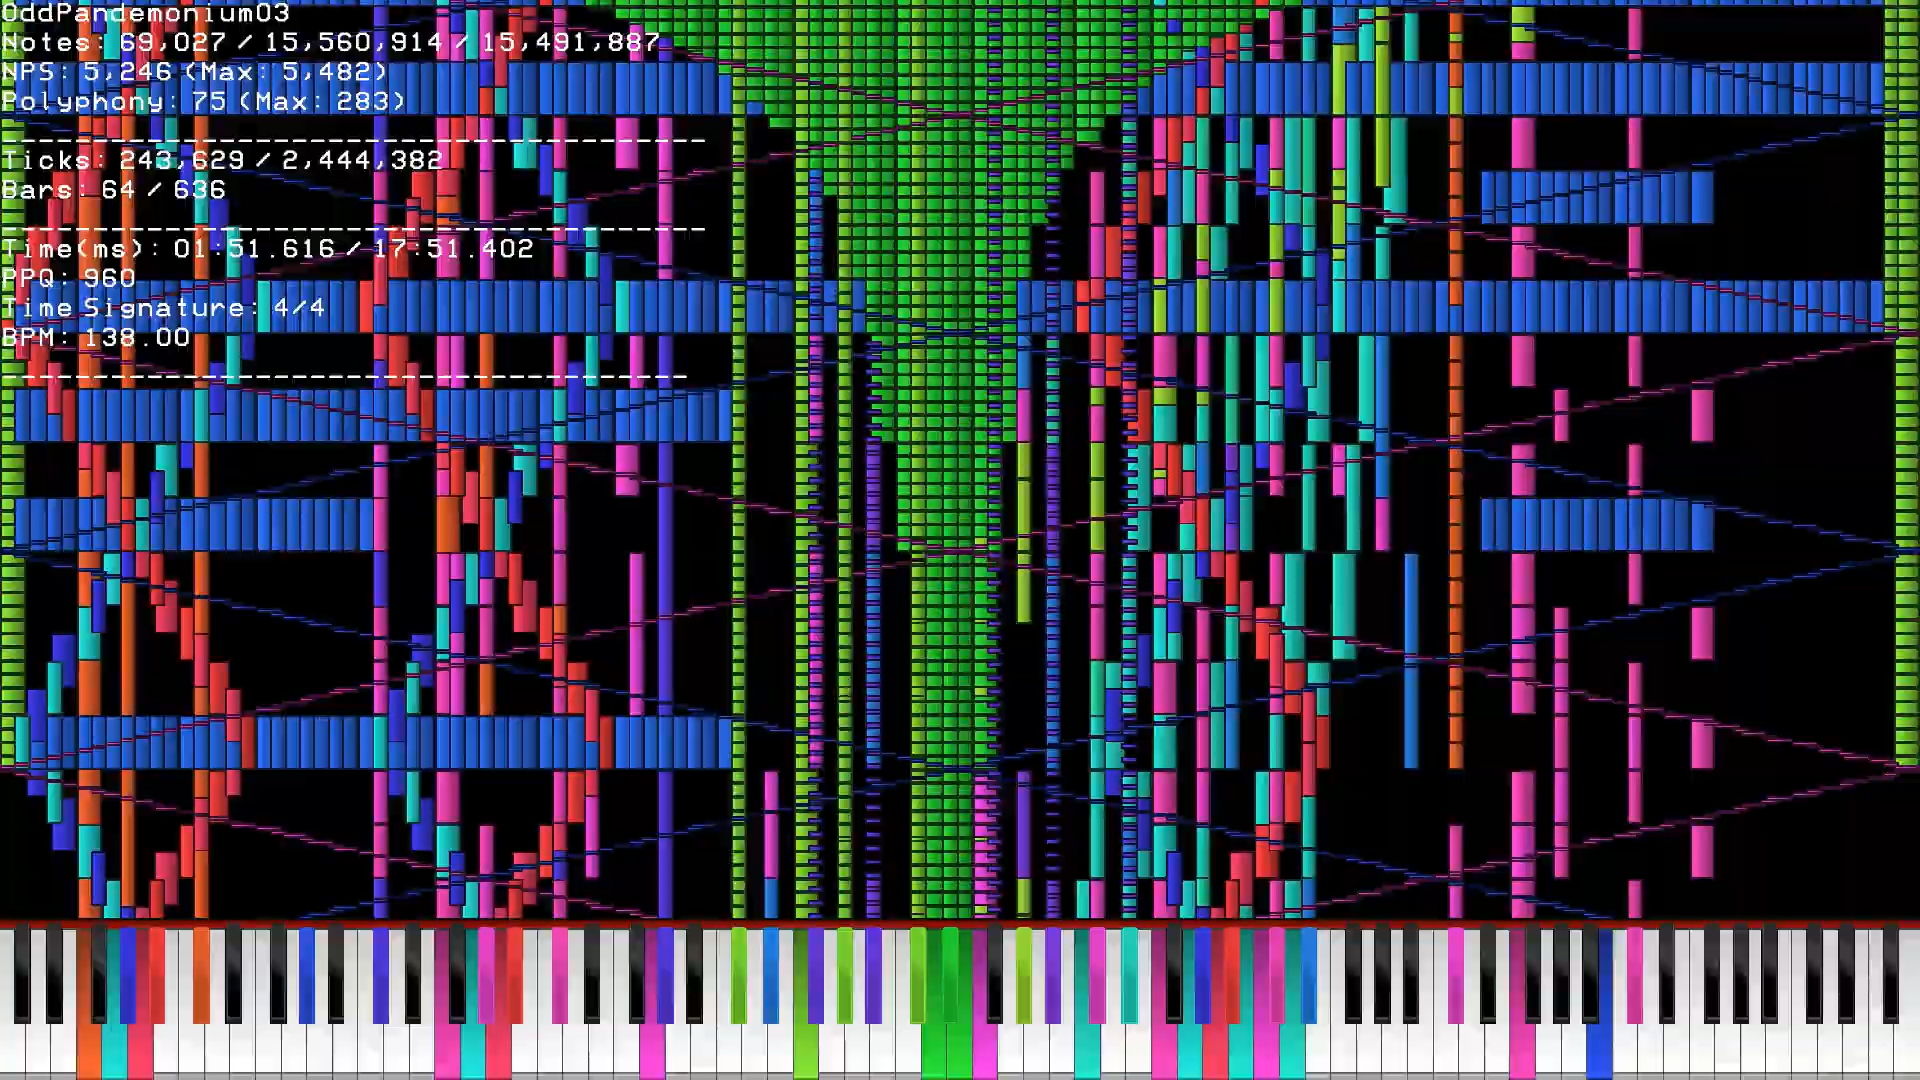 OddPandemonium03
Notes: 69,027 / 15,560,914 / 15,491,887
NPS: 5,246 (Max: 5,482)
Polyphony: 75 (Max: 283)
Ticks: 243,629 / 2,444,382
Bars: 64 / 636
Time(ms): 01:51.616 / 17:51.402
PPQ: 960
Time Signature: 4/4
BPM: 138.00